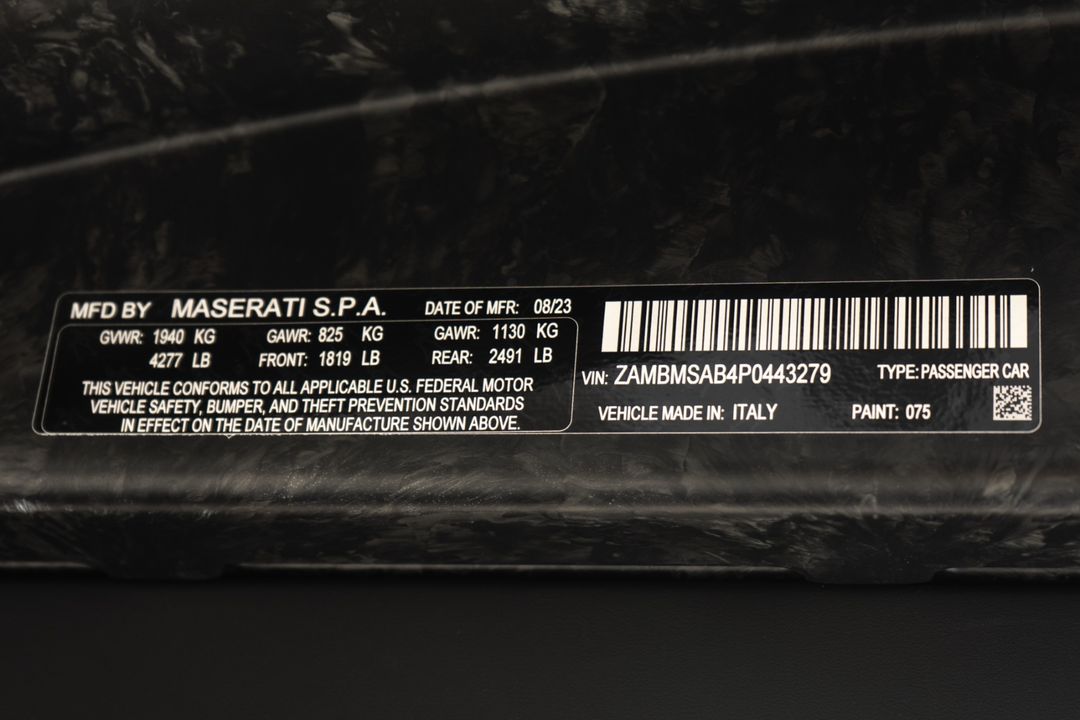 MFD BY MASERATI S.P.A. DATE OF MFR: 08/23
GVWR: 1940 KG GAWR: 825 KG GAWR: 1130 KG
4277 LB FRONT: 1819 LB REAR: 2491 LB
THIS VEHICLE CONFORMS TO ALL APPLICABLE U.S. FEDERAL MOTOR
VEHICLE SAFETY, BUMPER, AND THEFT PREVENTION STANDARDS
IN EFFECT ON THE DATE OF MANUFACTURE SHOWN ABOVE.
VIN: ZAMBMSAB4P0443279 TYPE: PASSENGER CAR
VEHICLE MADE IN: ITALY PAINT: 075